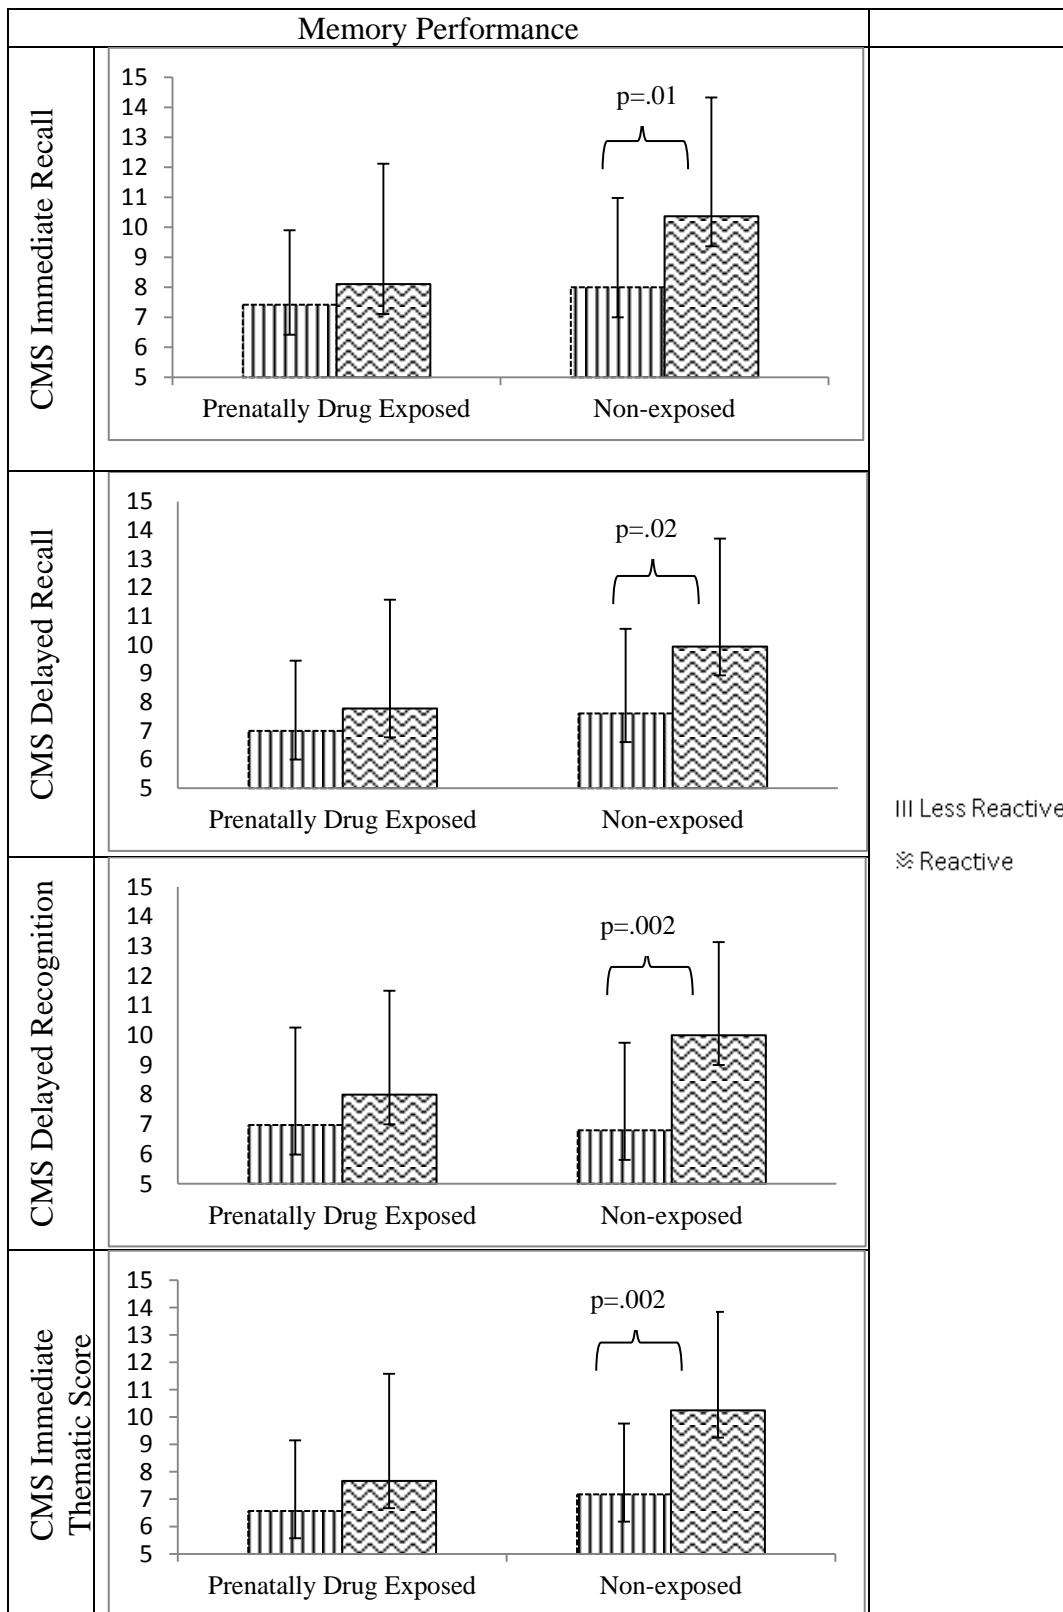 Memory Performance
CMS Immediate Recall
15
14
13
12
11
10
9
8
7
6
5
p=.01
Prenatally Drug Exposed
Non-exposed
CMS Delayed Recall
15
14
13
12
11
10
9
8
7
6
5
p=.02
Prenatally Drug Exposed
Non-exposed
CMS Delayed Recognition
15
14
13
12
11
10
9
8
7
6
5
p=.002
Prenatally Drug Exposed
Non-exposed
CMS Immediate
Thematic Score
15
14
13
12
11
10
9
8
7
6
5
p=.002
Prenatally Drug Exposed
Non-exposed
Less Reactive
Reactive